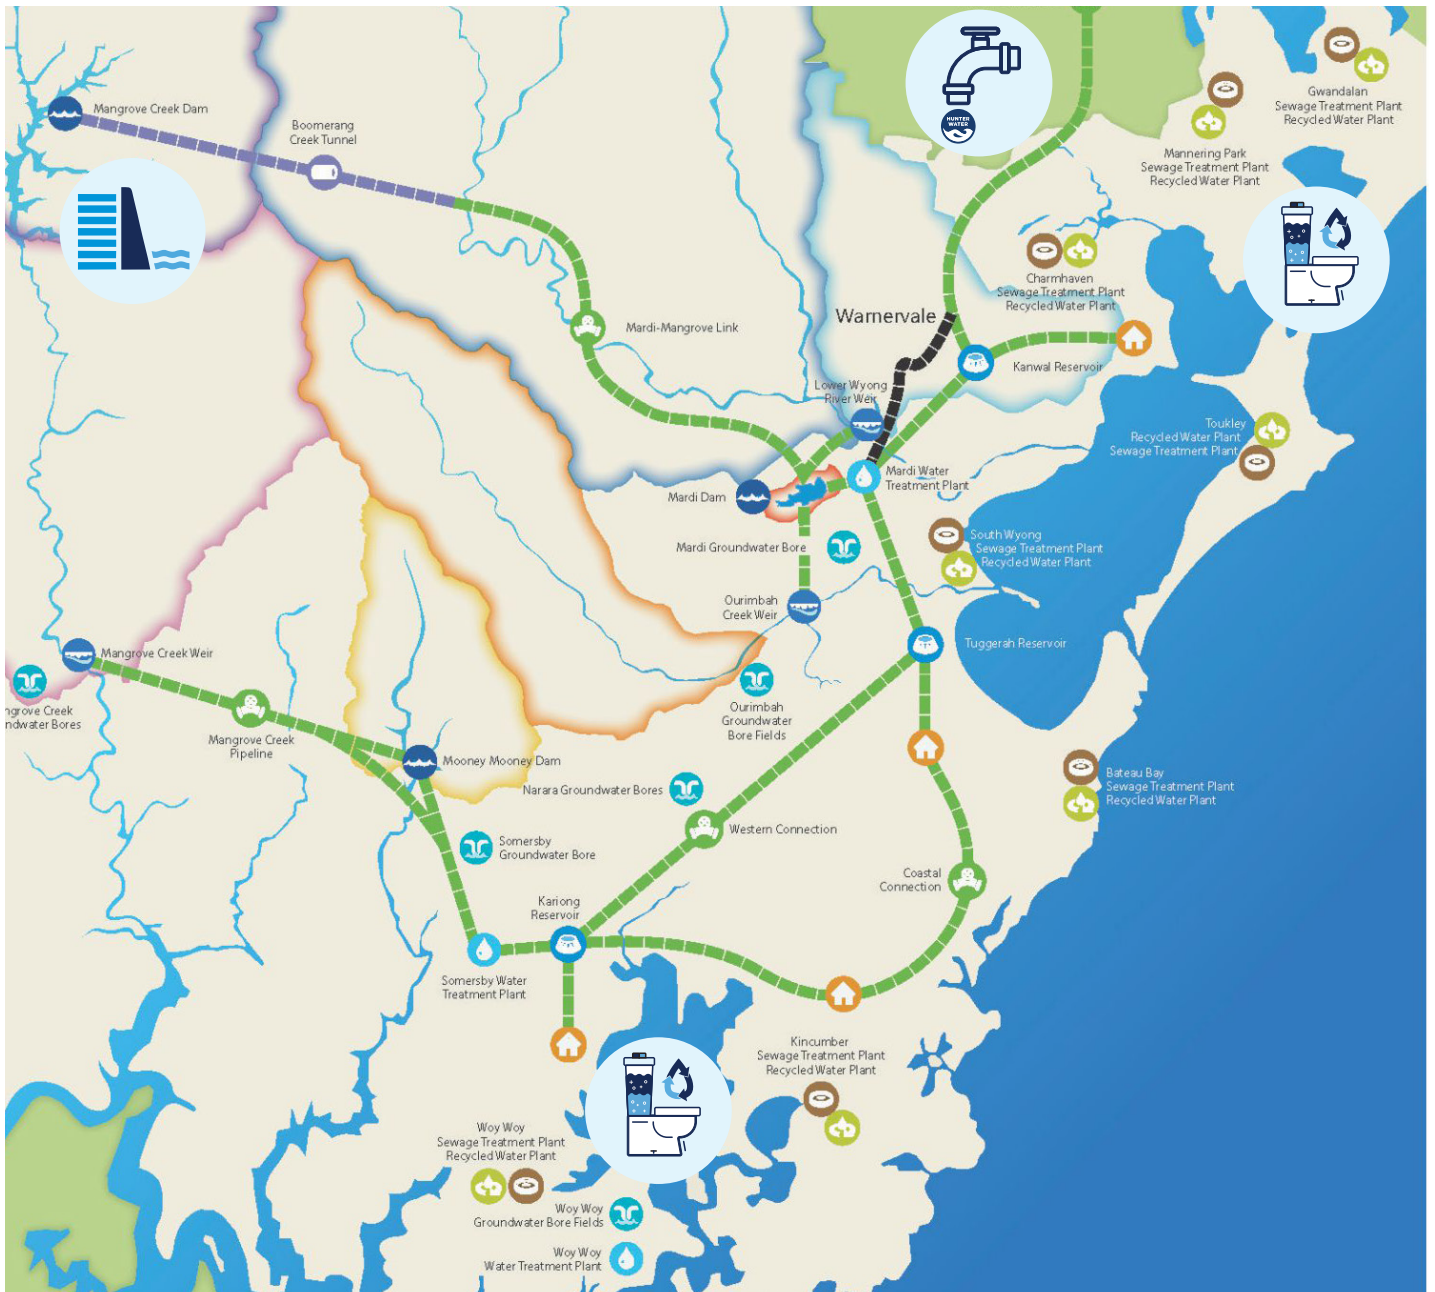 Mangrove Creek Dam
Boomerang
Creek Tunnel
HUNTER
WATER
Gwandalan
Sewage Treatment Plant
Recycled Water Plant
Mannering Park
Sewage Treatment Plant
Recycled Water Plant
Charmhaven
Sewage Treatment Plant
Recycled Water Plant
Mardi-Mangrove Link
Warnervale
Kanwal Reservoir
Lower Wyong
River Weir
Toukley
Recycled Water Plant
Sewage Treatment Plant
Mardi Water
Treatment Plant
Mardi Dam
Mardi Groundwater Bore
South Wyong
Sewage Treatment Plant
Recycled Water Plant
Ourimbah
Creek Weir
Tuggerah Reservoir
Mangrove Creek Weir
ngrove Creek
ndwater Bores
Mangrove Creek
Pipeline
Ourimbah
Groundwater
Bore Fields
Mooney Mooney Dam
Narara Groundwater Bores
Bateau Bay
Sewage Treatment Plant
Recycled Water Plant
Western Connection
Somersby
Groundwater Bore
Coastal
Connection
Kariong
Reservoir
Somersby Water
Treatment Plant
Kincumber
Sewage Treatment Plant
Recycled Water Plant
Woy Woy
Sewage Treatment Plant
Recycled Water Plant
Woy Woy
Groundwater Bore Fields
Woy Woy
Water Treatment Plant